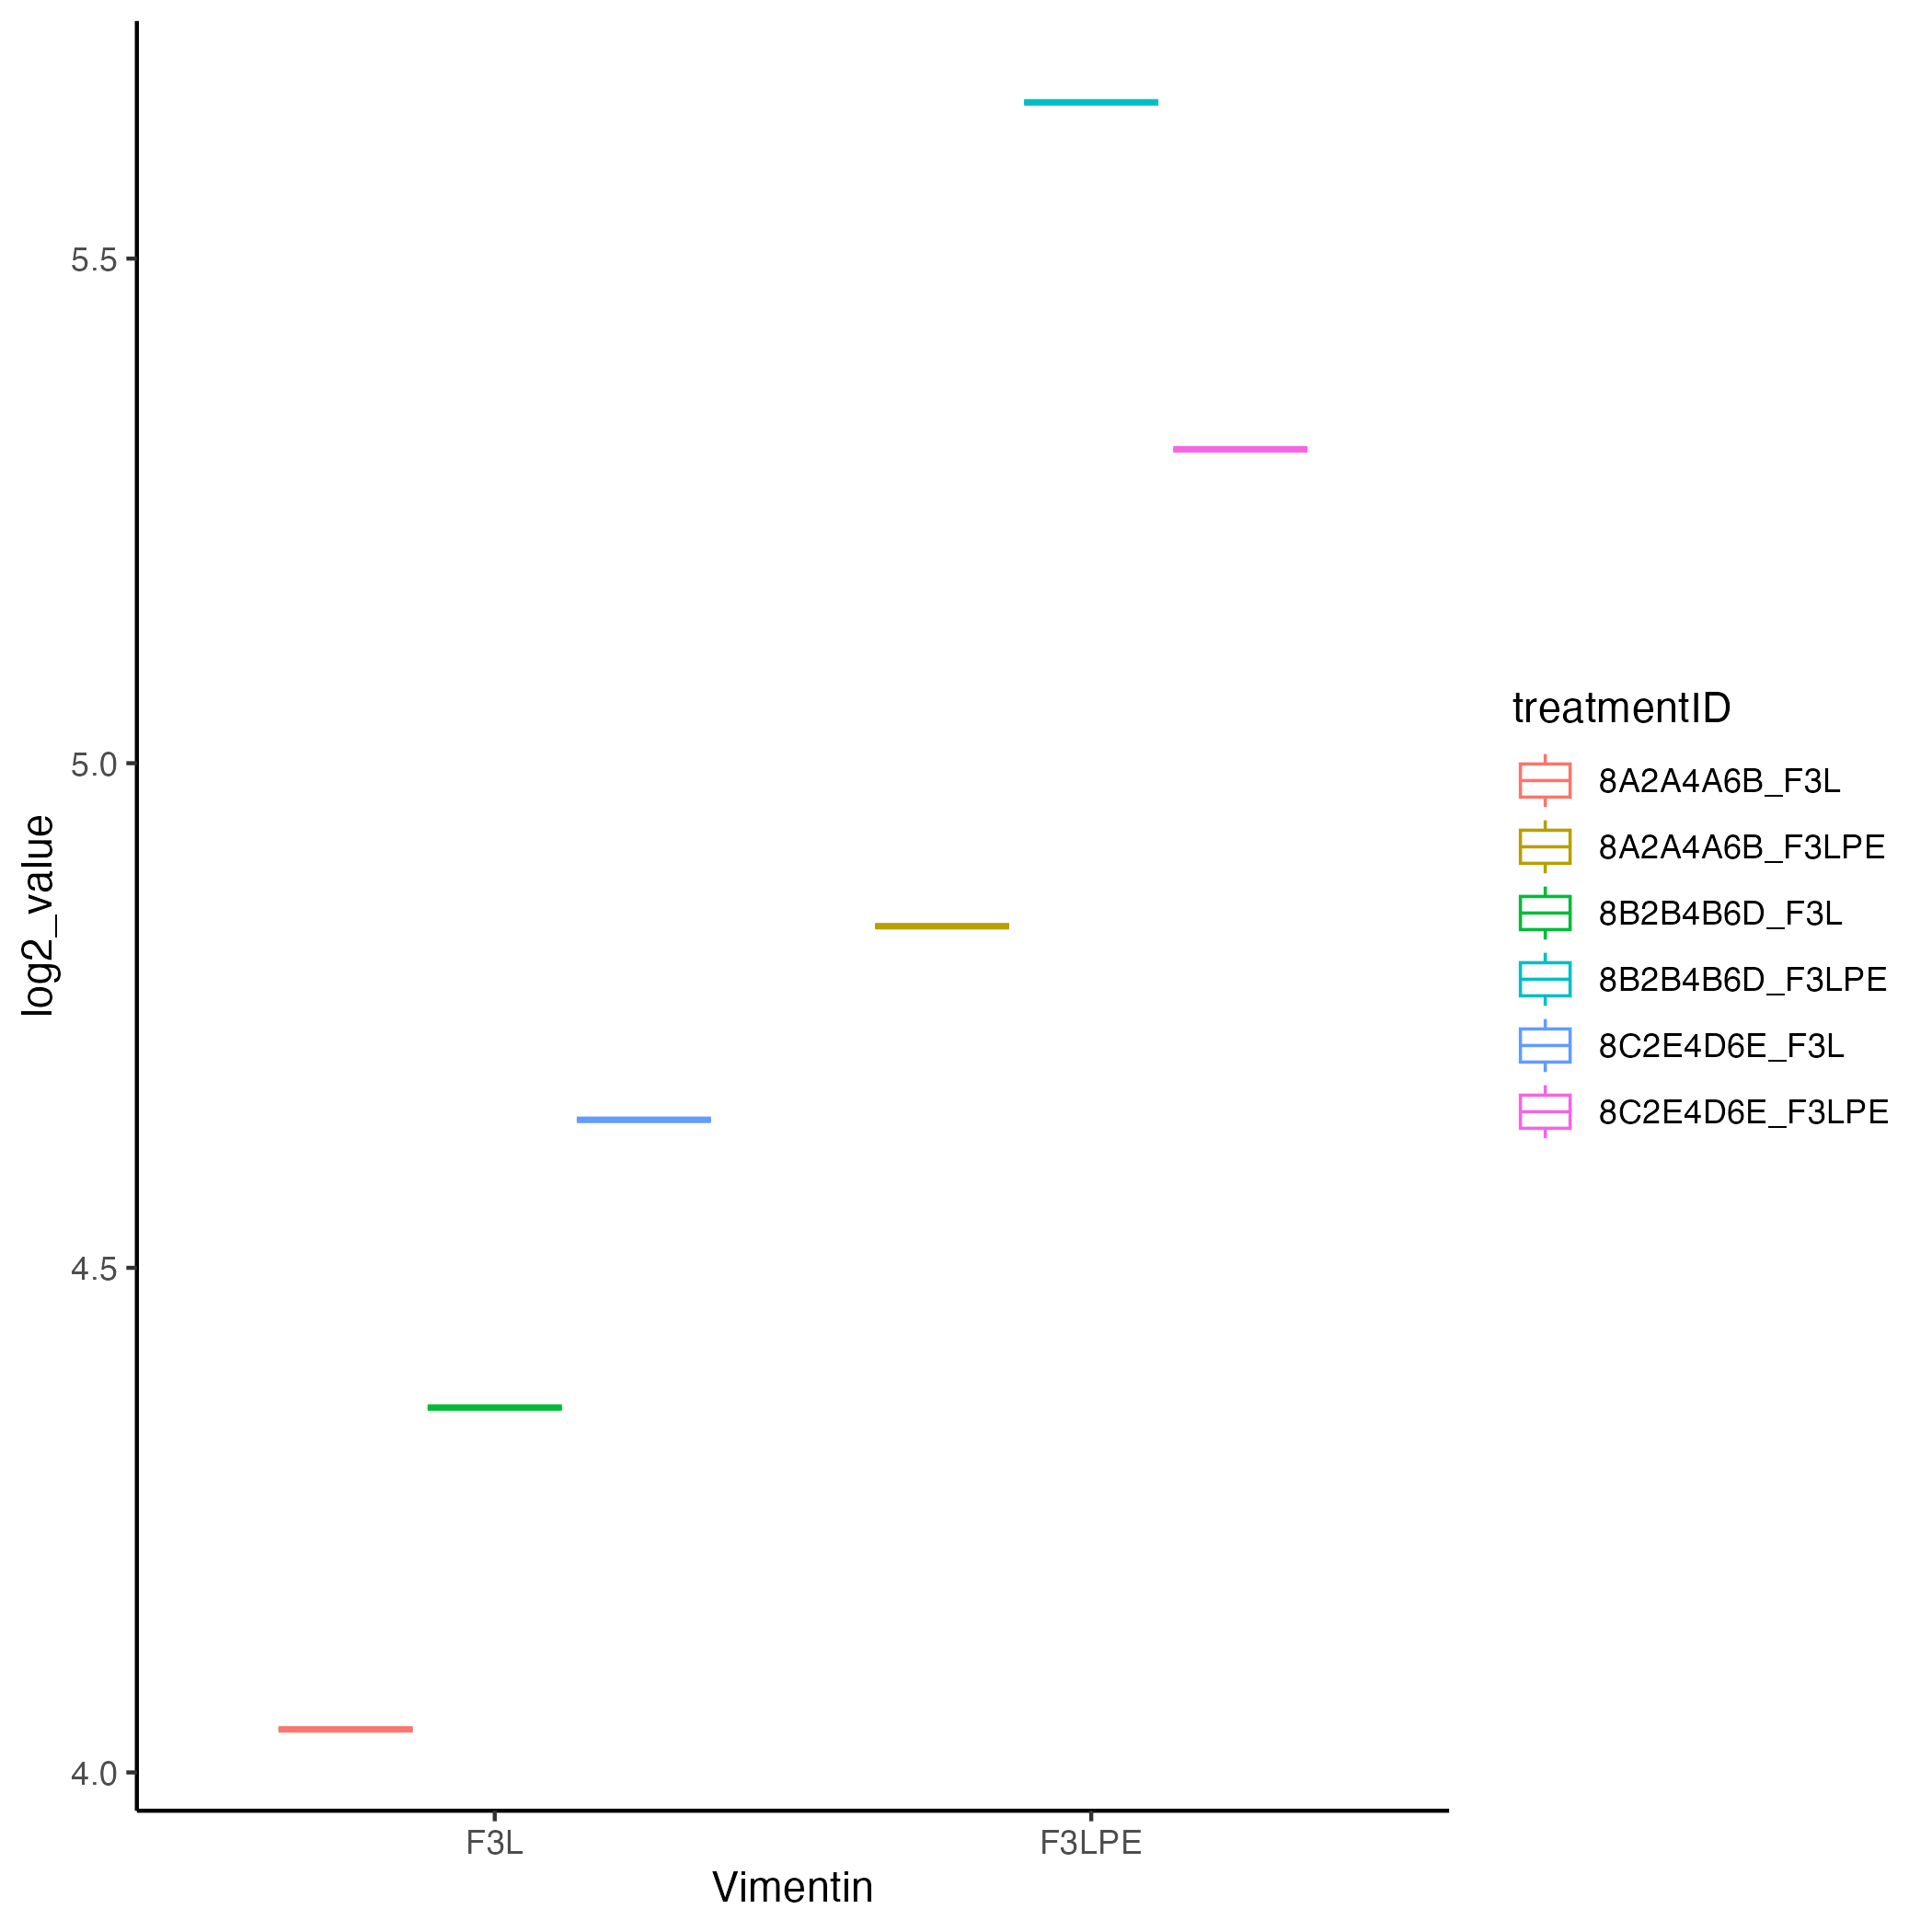 log2_value
5.5
5.0
4.5
4.0
F3L
F3LPE
Vimentin
treatmentID
8A2A4A6B_F3L
8A2A4A6B_F3LPE
8B2B4B6D_F3L
8B2B4B6D_F3LPE
8C2E4D6E_F3L
8C2E4D6E_F3LPE